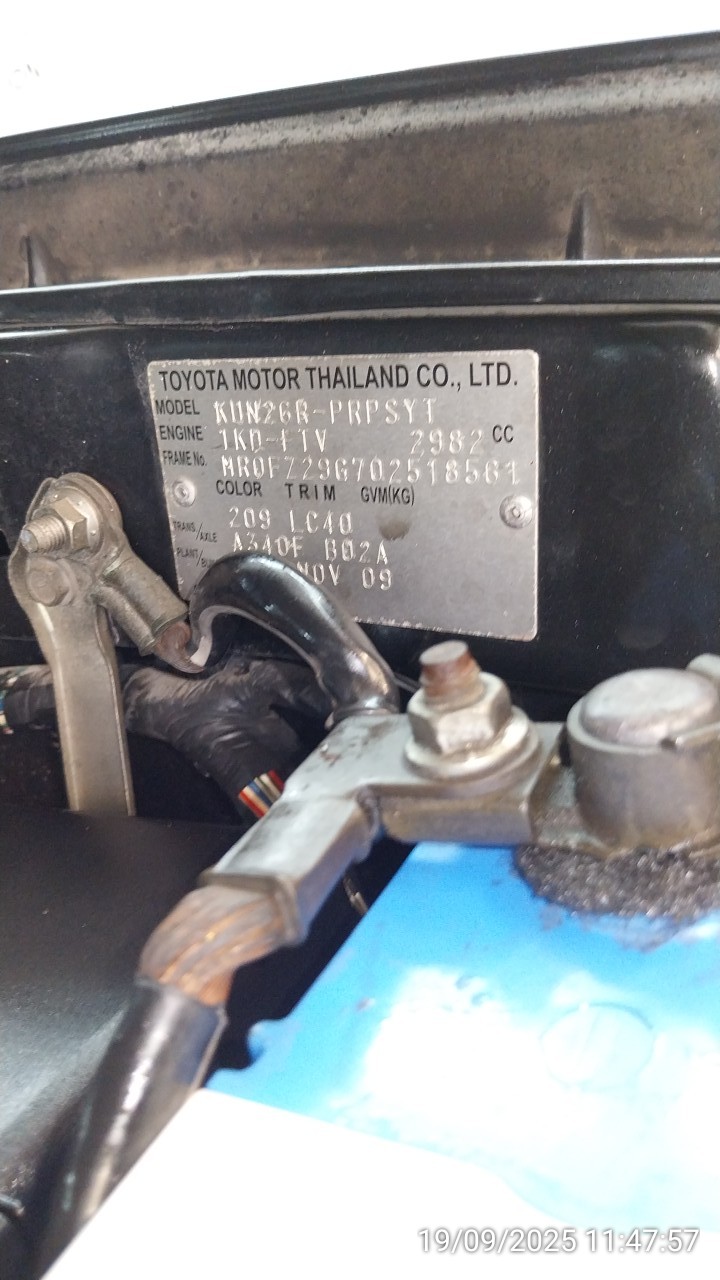 TOYOTA MOTOR THAILAND CO., LTD.
MODEL KUN26R-PRPSYT
ENGINE 1KD-FTV 2982 CC
FRAME No. MR0FZ29G702518561
COLOR TRIM GVM(KG)
209 LC40
TRANS/AXLE A340F B02A
PLANT/ NOV 09
19/09/2025 11:47:57